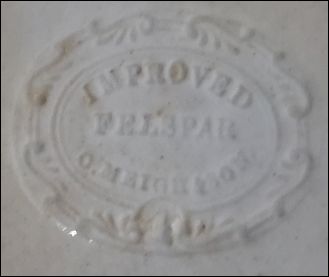 IMPROVED
FELSPAR
C. MEIGH & SON